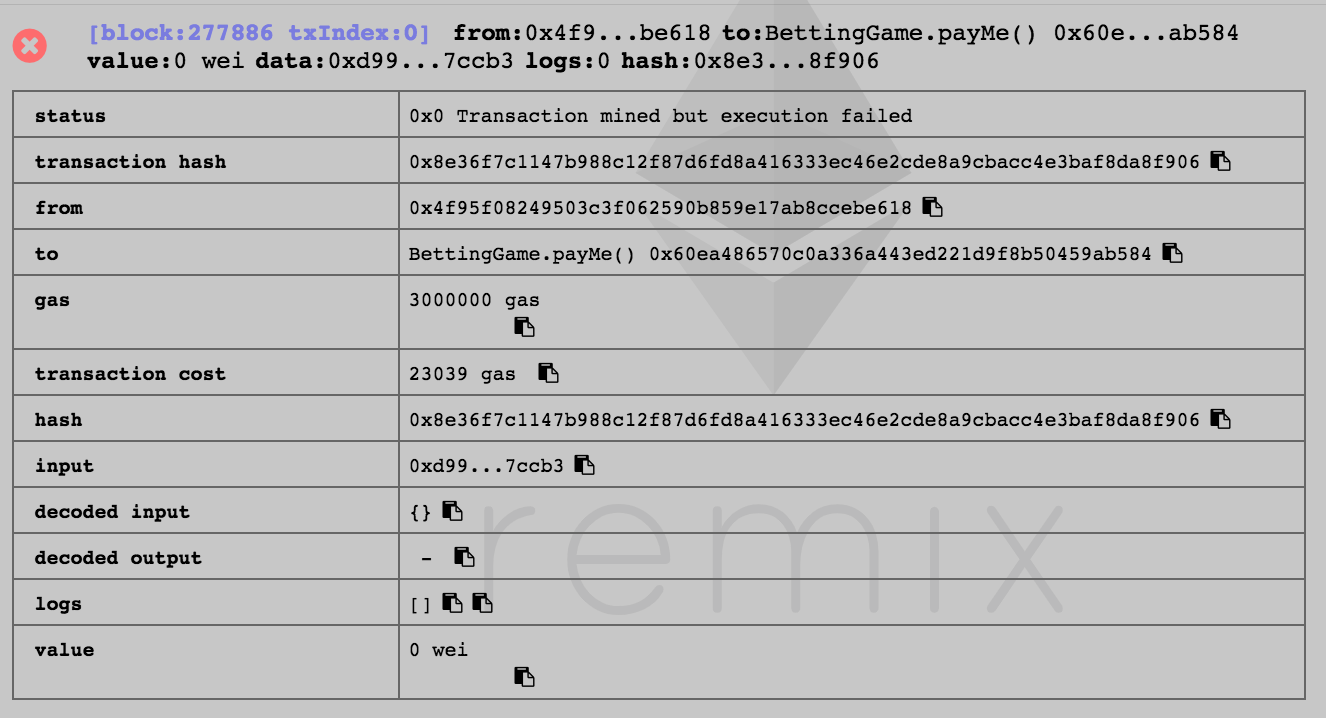 [block:277886 txIndex:0] from:0x4f9...be618 to:BettingGame.payMe() 0x60e...ab584
value:0 wei data:0xd99...7ccb3 logs:0 hash:0x8e3...8f906
status 0x0 Transaction mined but execution failed
transaction hash 0x8e36f7c1147b988c12f87d6fd8a416333ec46e2cde8a9cbacc4e3baf8da8f906
from 0x4f95f08249503c3f062590b859e17ab8ccebe618
to BettingGame.payMe() 0x60ea486570c0a336a443ed221d9f8b50459ab584
gas 3000000 gas
transaction cost 23039 gas
hash 0x8e36f7c1147b988c12f87d6fd8a416333ec46e2cde8a9cbacc4e3baf8da8f906
input 0xd99...7ccb3
decoded input {}
decoded output -
logs []
value 0 wei
remix